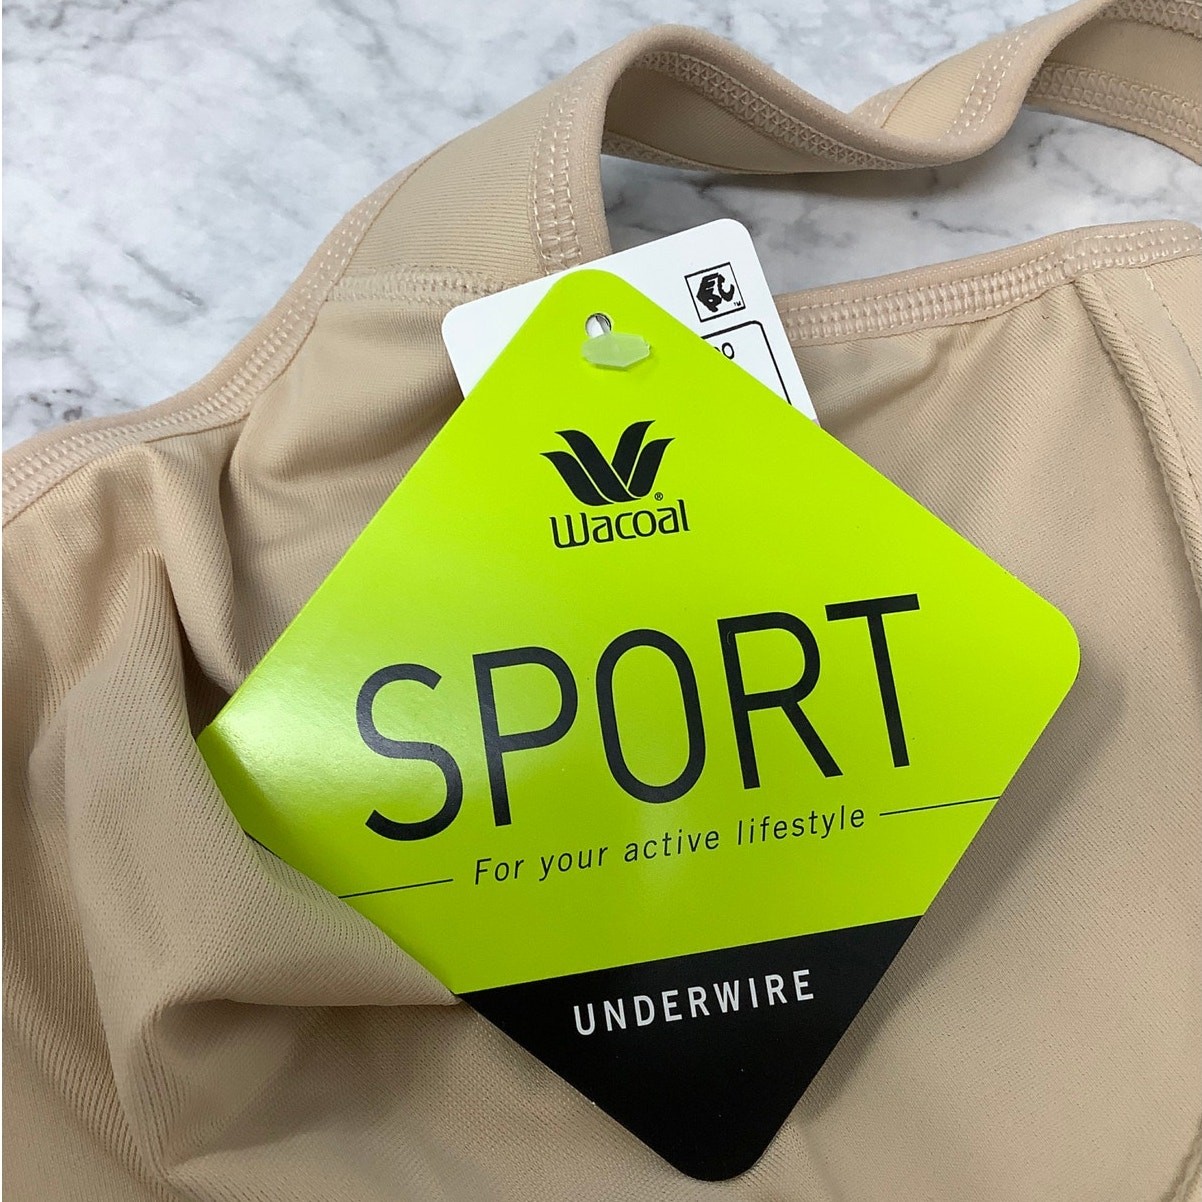 Wacoal®
SPORT
For your active lifestyle
UNDERWIRE